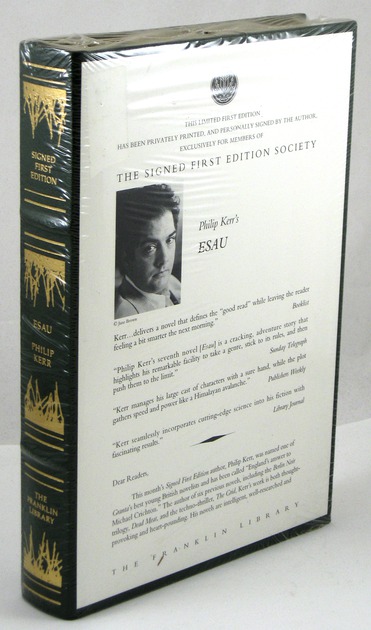 SIGNED
FIRST
EDITION
ESAU
PHILIP
KERR
THE
FRANKLIN
LIBRARY
THIS LIMITED FIRST EDITION
HAS BEEN PRIVATELY PRINTED, AND PERSONALLY SIGNED BY THE AUTHOR,
EXCLUSIVELY FOR MEMBERS OF
THE SIGNED FIRST EDITION SOCIETY
Philip Kerr's
ESAU
© Jerry Bauer
Kerr...delivers a novel that defines the "good read" while leaving the reader
feeling a bit smarter the next morning."
Booklist
"Philip Kerr's seventh novel [Esau] is a cracking, adventure story that
highlights his remarkable facility to take a genre, stick to its rules, and then
push them to the limit."
Sunday Telegraph
"Kerr manages his large cast of characters with a sure hand, while the plot
gathers speed and power like a Himalayan avalanche."
Publishers Weekly
"Kerr seamlessly incorporates cutting-edge science into his fiction with
fascinating results."
Library Journal
Dear Readers,
This month's Signed First Edition author, Philip Kerr, was named one of
Granta's best young British novelists and has been called "England's answer to
Michael Crichton." The author of six previous novels, including the Berlin Noir
trilogy, Dead Meat, and the techno-thriller, The Grid, Kerr's work is both thought-
provoking and heart-pounding. His novels are intelligent, well-researched and
THE FRANKLIN LIBRARY